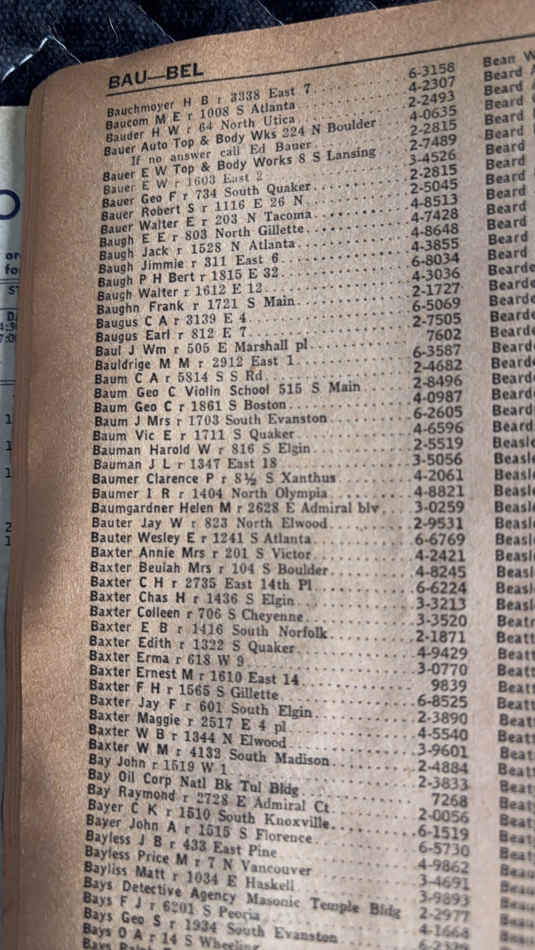 BAU—BEL
Bauchmoyer H B r 3338 East 7 6-3158
Baucom M E r 1008 S Atlanta 4-2307
Bauder H W r 64 North Utica 2-2493
Bauer Auto Top & Body Wks 224 N Boulder 4-0635
If no answer call Ed Bauer 2-2815
Bauer E W Top & Body Works 8 S Lansing 2-7489
Bauer E W r 1603 East 2 3-4526
Bauer Geo F r 734 South Quaker 2-2815
Bauer Robert S r 1116 E 26 N 2-5045
Bauer Walter E r 203 N Tacoma 4-8513
Baugh E E r 803 North Gillette 4-7428
Baugh Jack r 1528 N Atlanta 4-8648
Baugh Jimmie r 311 East 6 4-3855
Baugh P H Bert r 1815 E 32 6-8034
Baugh Walter r 1612 E 12 4-3036
Baughn Frank r 1721 S Main 2-1727
Baugus C A r 3139 E 4 6-5069
Baugus Earl r 812 E 7 2-7505
Baul J Wm r 505 E Marshall pl 7602
Bauldrige M M r 2912 East 1 6-3587
Baum C A r 5814 S S Rd 2-4682
Baum Geo C Violin School 515 S Main 2-8496
Baum Geo C r 1861 S Boston 4-0987
Baum J Mrs r 1703 South Evanston 6-2605
Baum Vic E r 1711 S Quaker 4-6596
Bauman Harold W r 816 S Elgin 2-5519
Bauman J L r 1347 East 18 3-5056
Baumer Clarence P r 8½ S Xanthus 4-2061
Baumer I R r 1404 North Olympia 4-8821
Baumgardner Helen M r 2628 E Admiral blv 3-0259
Bauter Jay W r 823 North Elwood 2-9531
Bauter Wesley E r 1241 S Atlanta 6-6769
Baxter Annie Mrs r 201 S Victor 4-2421
Baxter Beulah Mrs r 104 S Boulder 4-8245
Baxter C H r 2735 East 14th Pl 6-6224
Baxter Chas H r 1436 S Elgin 3-3213
Baxter Colleen r 706 S Cheyenne 3-3520
Baxter E B r 1416 South Norfolk 2-1871
Baxter Edith r 1322 S Quaker 4-9429
Baxter Erma r 618 W 9 3-0770
Baxter Ernest M r 1610 East 14 9839
Baxter F H r 1565 S Gillette 6-8525
Baxter Jay F r 601 South Elgin 2-3890
Baxter Maggie r 2517 E 4 pl 4-5540
Baxter W B r 1344 N Elwood 3-9601
Baxter W M r 4132 South Madison 2-4884
Bay John r 1519 W 1 2-3833
Bay Oil Corp Natl Bk Tul Bldg 7268
Bay Raymond r 2728 E Admiral Ct 2-0056
Bayer C K r 1510 South Knoxville 6-1519
Bayer John A r 1515 S Florence 6-5730
Bayless J B r 433 East Pine 4-9862
Bayless Price M r 7 N Vancouver 3-4691
Bayliss Matt r 1034 E Haskell 3-9893
Bays Detective Agency Masonic Temple Bldg 2-2977
Bays F J r 6201 S Peoria 4-1668
Bays Geo S r 1934 South Evanston
Bays O A r 14 S Wheeling
Bean W
Beard A
Beard
Beard
Beard
Beard
Beard
Beard
Beard
Beard
Bearde
Bearde
Bearde